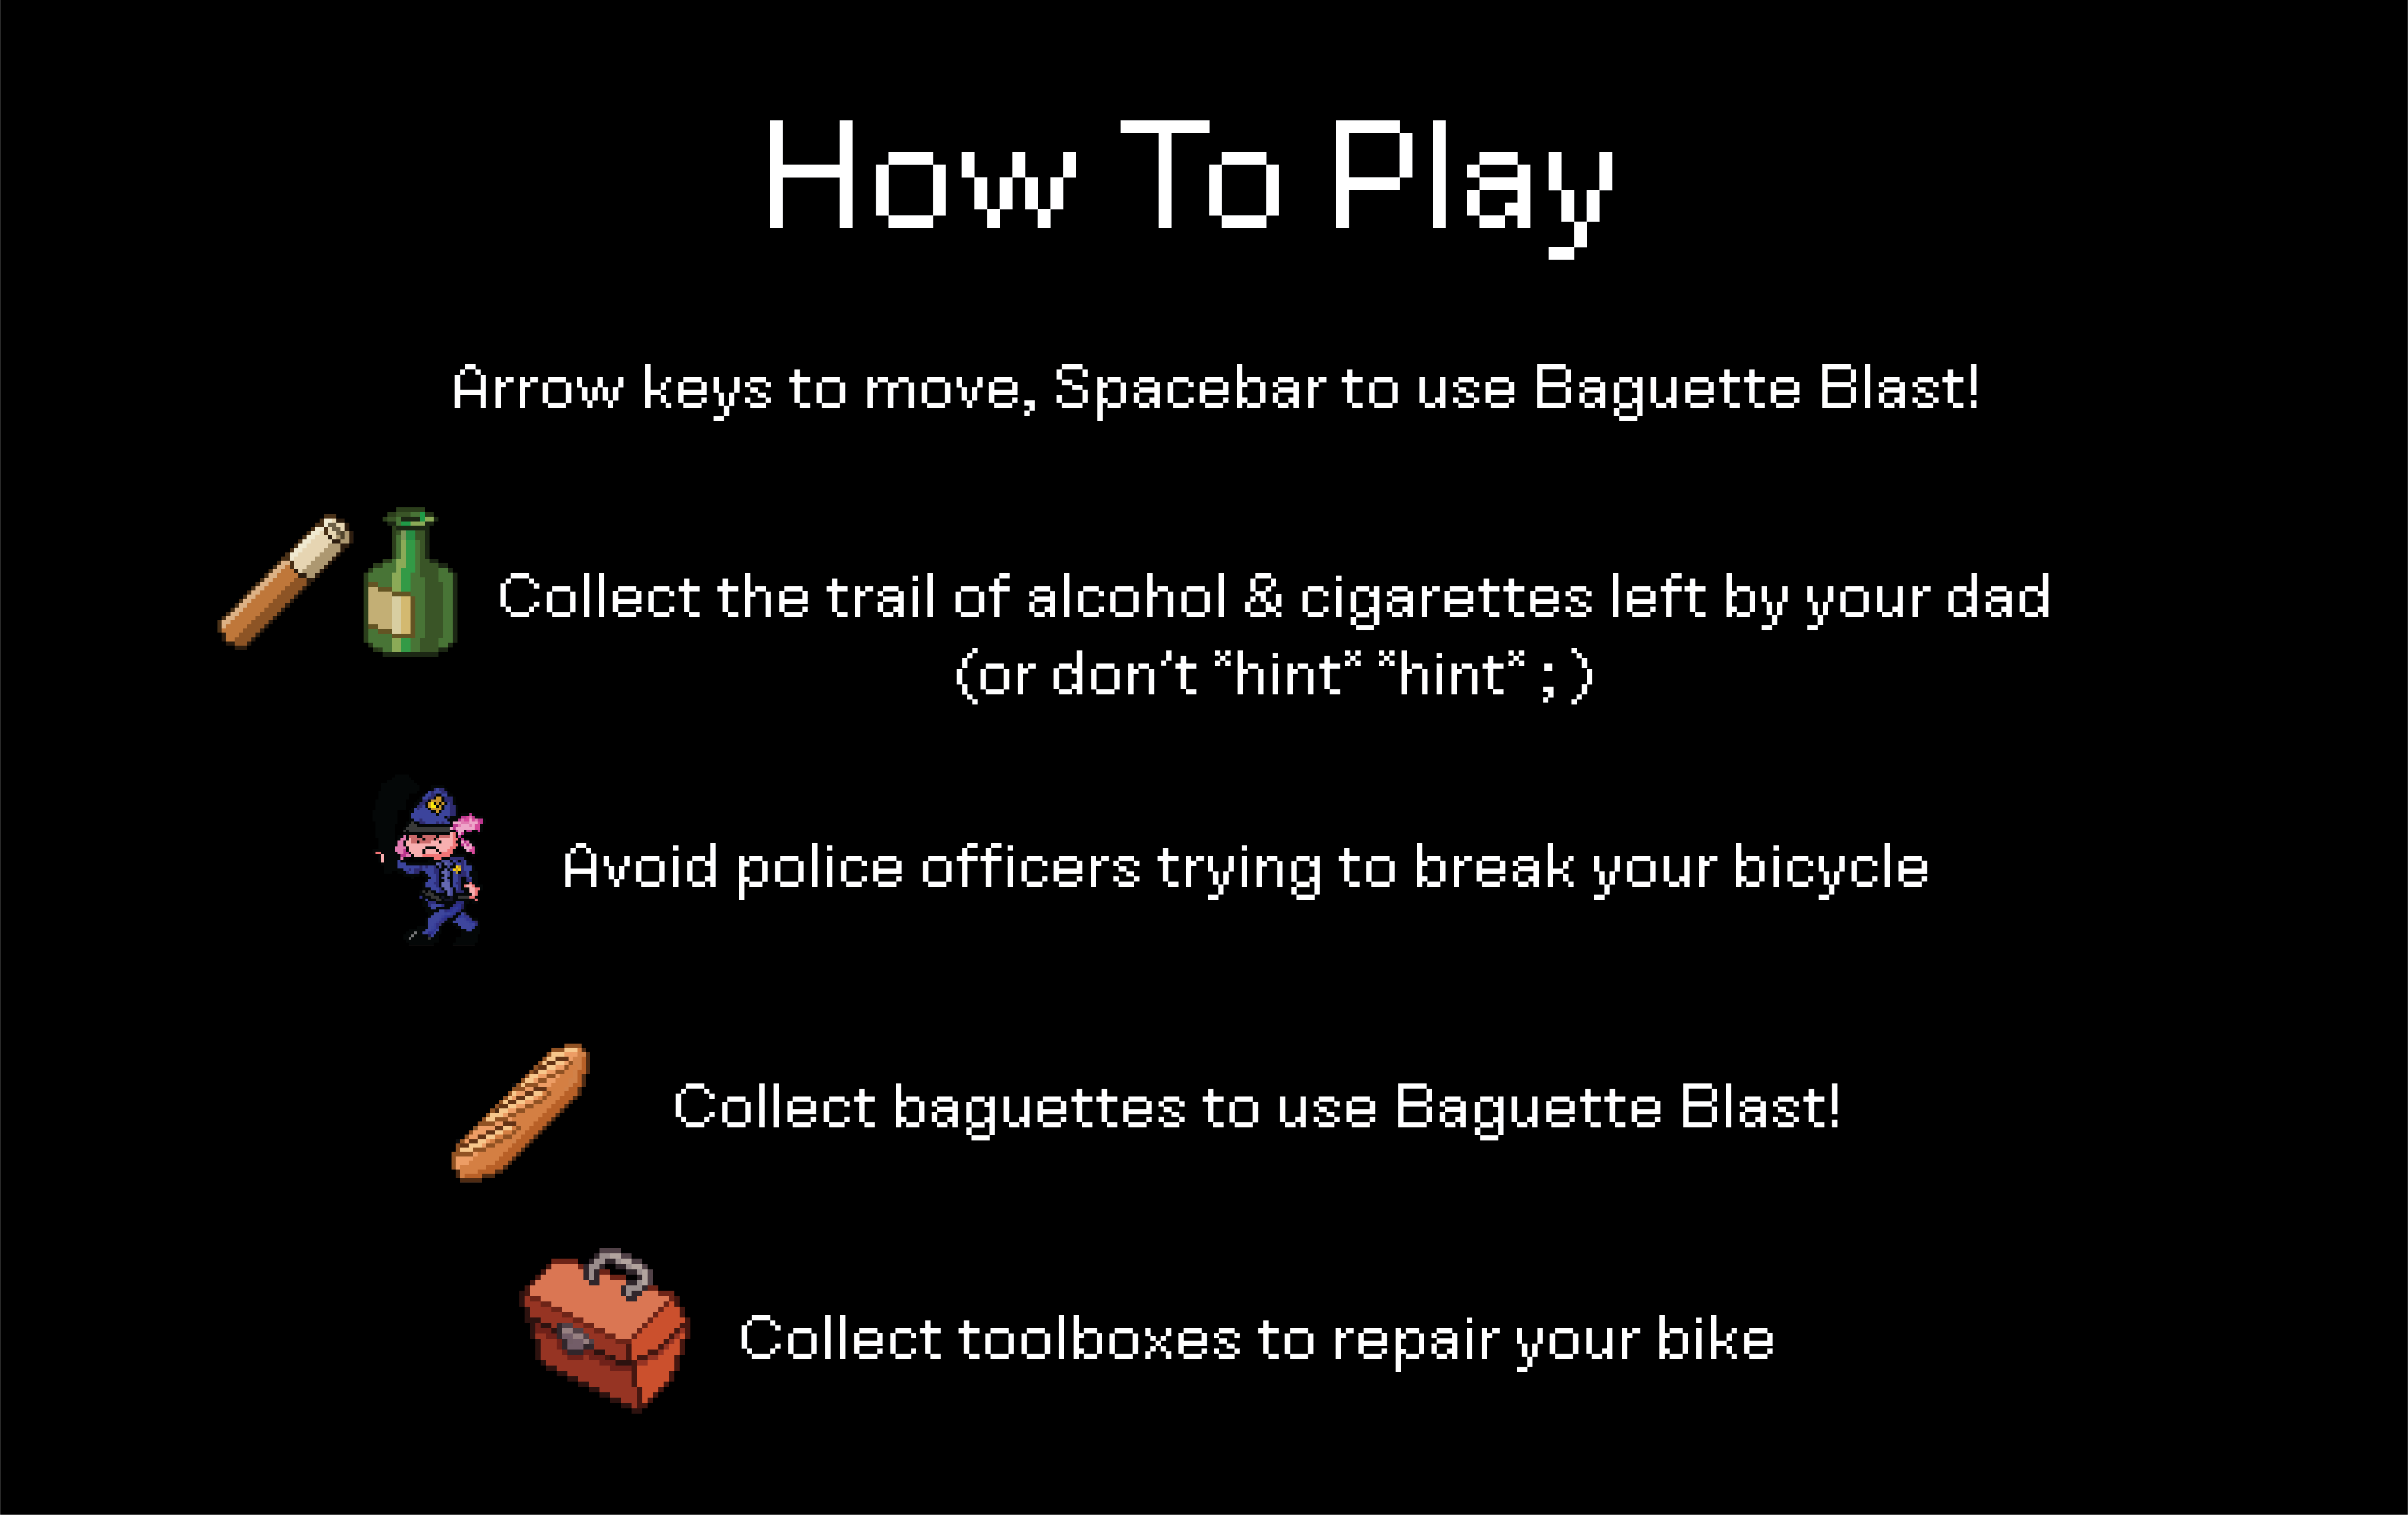 How To Play
Arrow keys to move, Spacebar to use Baguette Blast!
Collect the trail of alcohol & cigarettes left by your dad
(or don't *hint* *hint* ; )
Avoid police officers trying to break your bicycle
Collect baguettes to use Baguette Blast!
Collect toolboxes to repair your bike